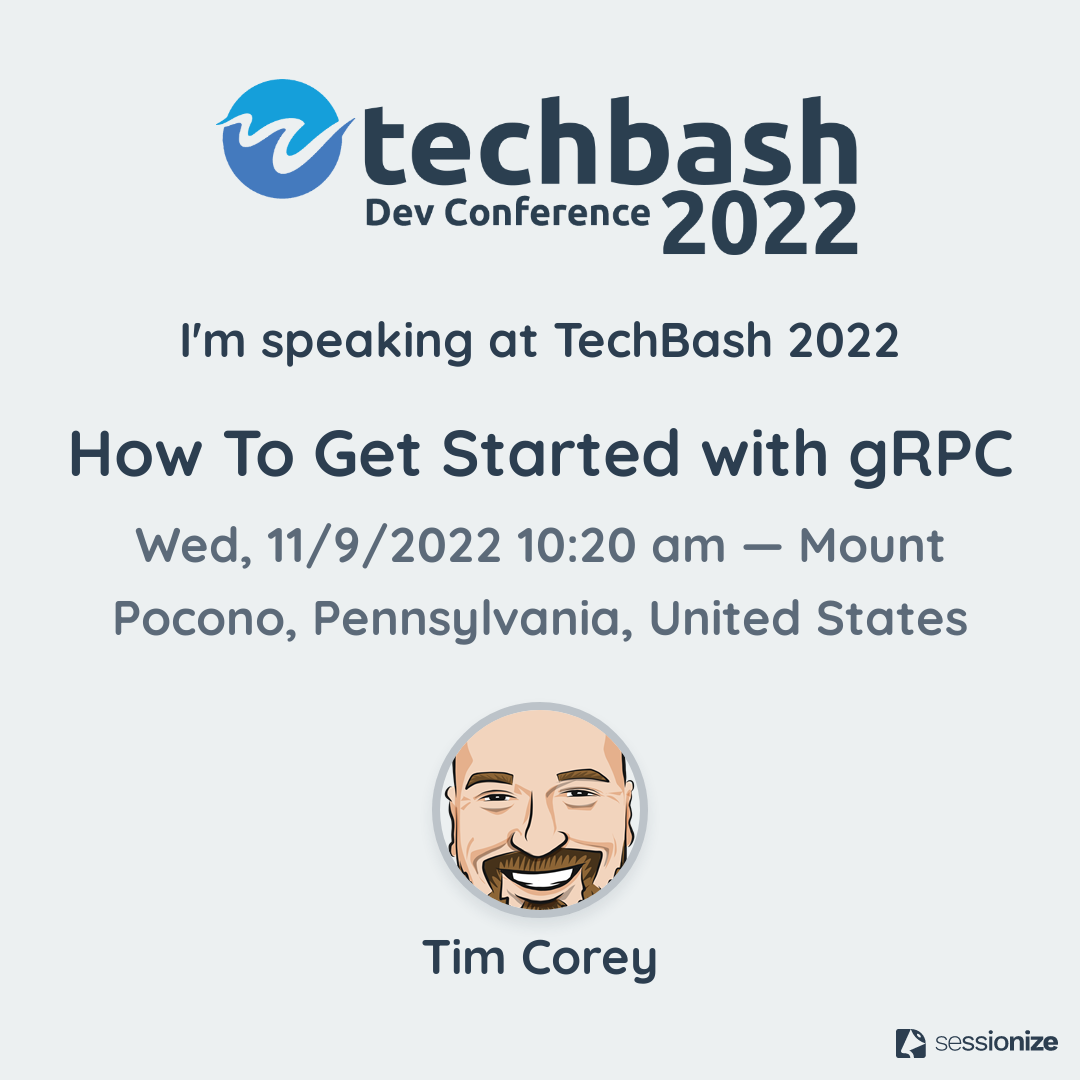 techbash
Dev Conference 2022
I'm speaking at TechBash 2022
How To Get Started with gRPC
Wed, 11/9/2022 10:20 am — Mount
Pocono, Pennsylvania, United States
Tim Corey
sessionize